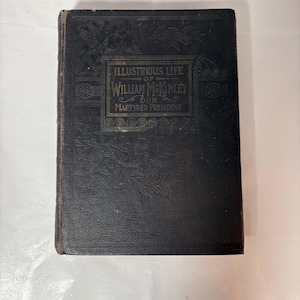 ILLUSTRIOUS LIFE
OF
WILLIAM MCKINLEY
OUR
MARTYRED PRESIDENT